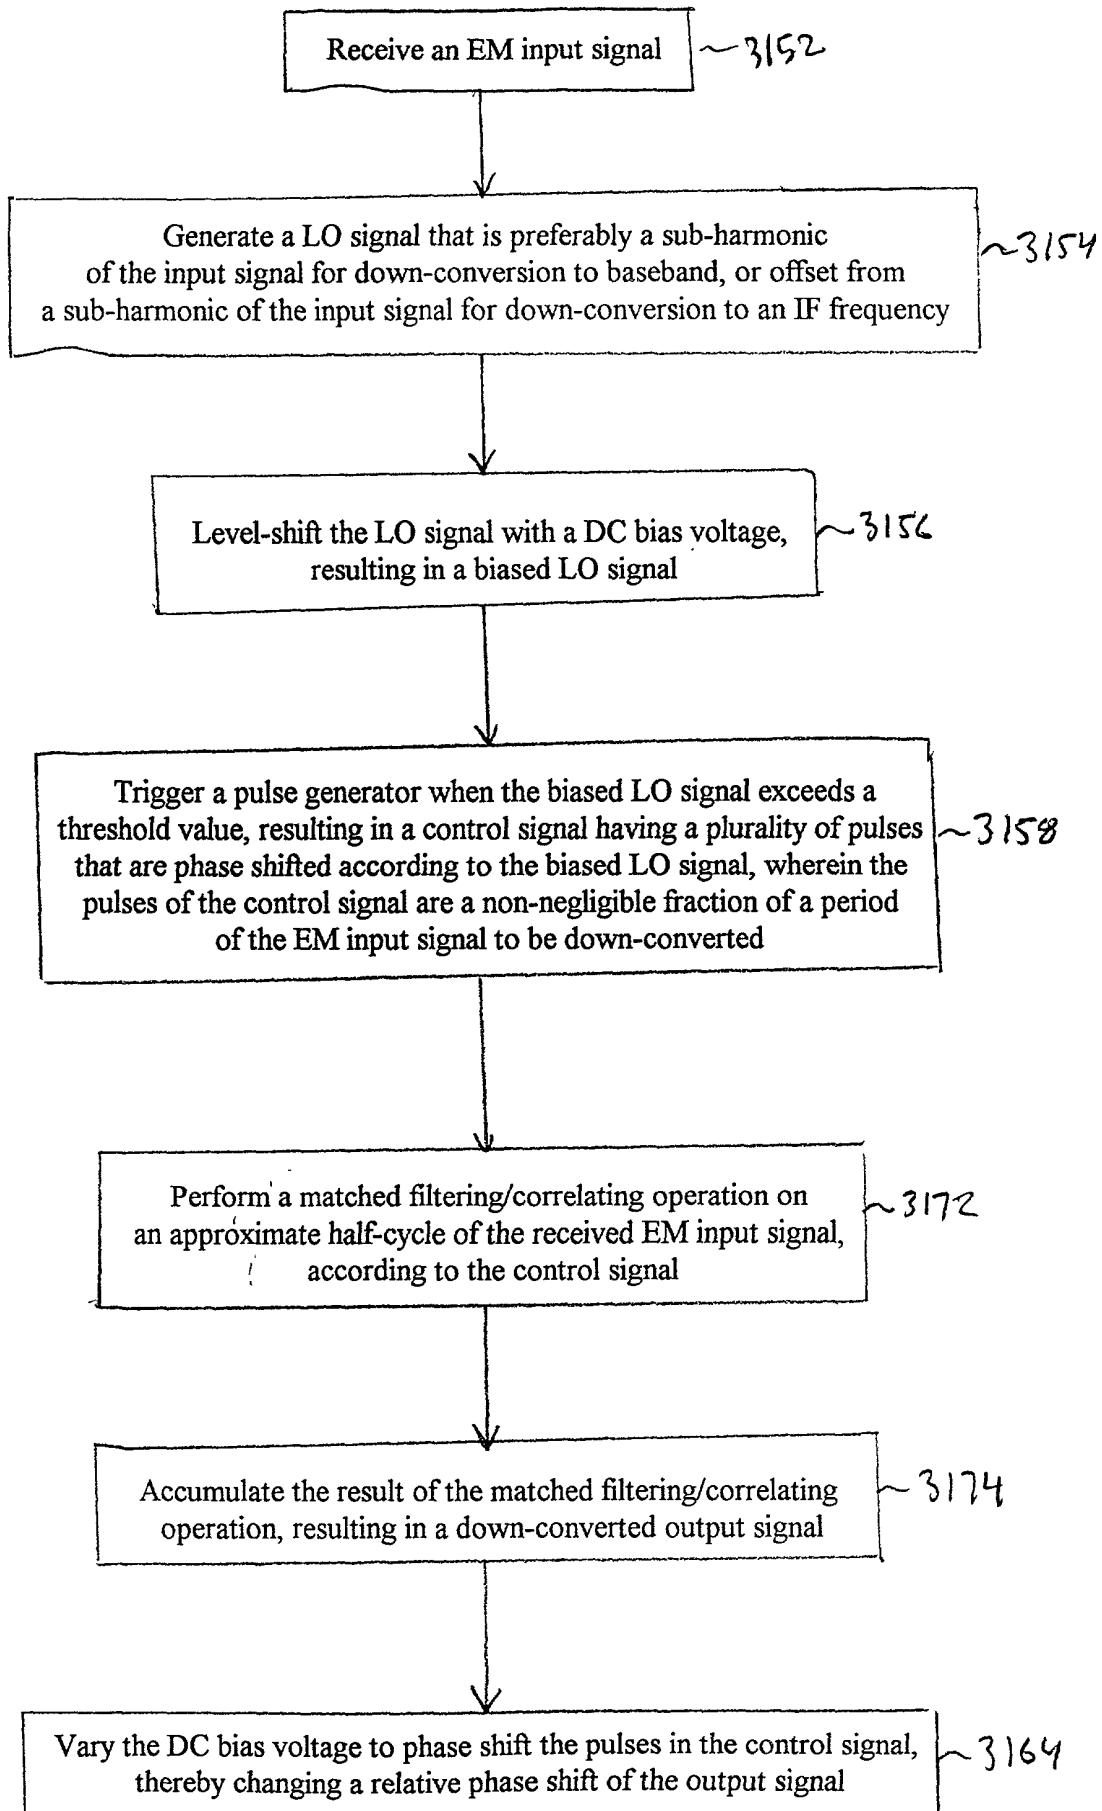 Receive an EM input signal
3152
Generate a LO signal that is preferably a sub-harmonic
of the input signal for down-conversion to baseband, or offset from
a sub-harmonic of the input signal for down-conversion to an IF frequency
3154
Level-shift the LO signal with a DC bias voltage,
resulting in a biased LO signal
3156
Trigger a pulse generator when the biased LO signal exceeds a
threshold value, resulting in a control signal having a plurality of pulses
that are phase shifted according to the biased LO signal, wherein the
pulses of the control signal are a non-negligible fraction of a period
of the EM input signal to be down-converted
3158
Perform a matched filtering/correlating operation on
an approximate half-cycle of the received EM input signal,
according to the control signal
3172
Accumulate the result of the matched filtering/correlating
operation, resulting in a down-converted output signal
3174
Vary the DC bias voltage to phase shift the pulses in the control signal,
thereby changing a relative phase shift of the output signal
3164